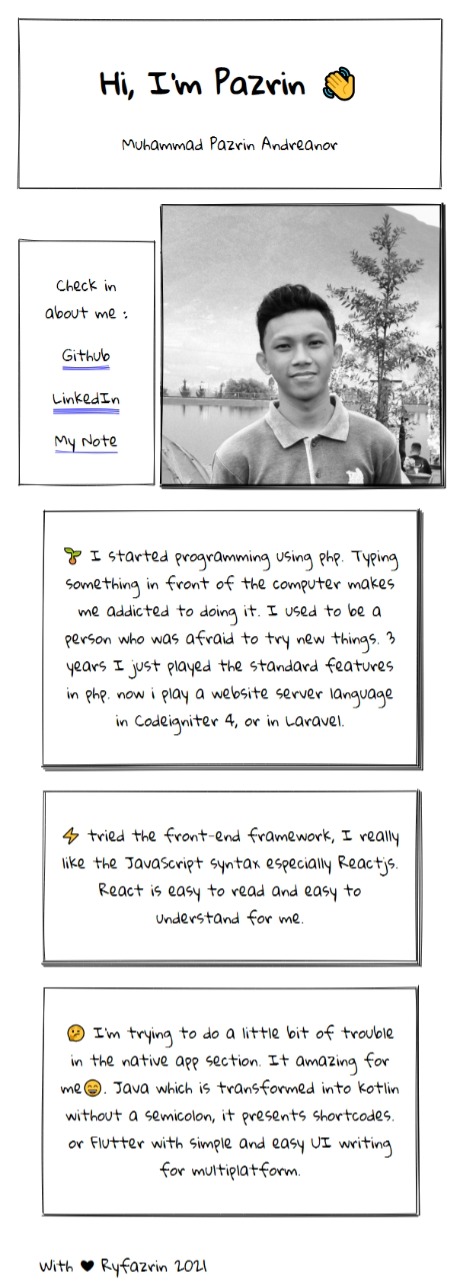 Hi, I'm Pazrin 👋
Muhammad Pazrin Andreanor
Check in
about me :
Github
LinkedIn
My Note
🌱 I started programming using php. Typing
something in front of the computer makes
me addicted to doing it. I used to be a
person who was afraid to try new things. 3
years I just played the standard features
in php. now i play a website server language
in Codeigniter 4, or in Laravel.
⚡ tried the front-end framework, I really
like the JavaScript syntax especially Reactjs.
React is easy to read and easy to
understand for me.
🤔 I'm trying to do a little bit of trouble
in the native app section. It amazing for
me😄. Java which is transformed into kotlin
without a semicolon, it presents shortcodes.
or Flutter with simple and easy UI writing
for multiplatform.
With ♥ Ryfazrin 2021